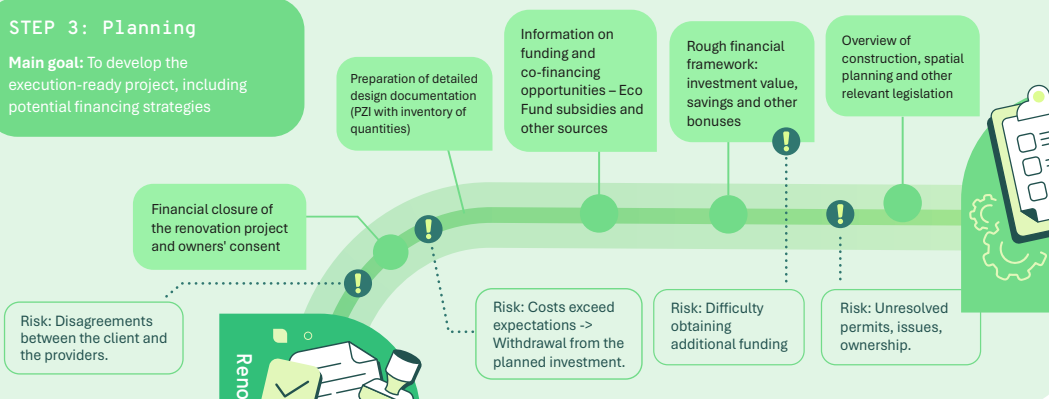 STEP 3: Planning
Main goal: To develop the
execution-ready project, including
potential financing strategies
Preparation of detailed
design documentation
(PZI with inventory of
quantities)
Information on
funding and
co-financing
opportunities – Eco
Fund subsidies and
other sources
Rough financial
framework:
investment value,
savings and other
bonuses
Overview of
construction, spatial
planning and other
relevant legislation
Financial closure of
the renovation project
and owners' consent
Risk: Disagreements
between the client and
the providers.
Risk: Costs exceed
expectations ->
Withdrawal from the
planned investment.
Risk: Difficulty
obtaining
additional funding
Risk: Unresolved
permits, issues,
ownership.
Reno